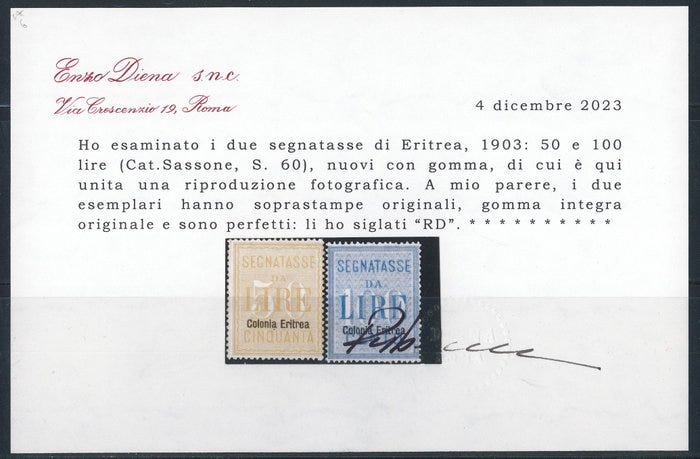 Enzo Diena s.n.c.
Via Crescenzio 19, Roma
4 dicembre 2023
Ho esaminato i due segnatasse di Eritrea, 1903: 50 e 100
lire (Cat.Sassone, S. 60), nuovi con gomma, di cui è qui
unita una riproduzione fotografica. A mio parere, i due
esemplari hanno soprastampe originali, gomma integra
originale e sono perfetti: li ho siglati “RD”. * * * * * * * * * *
SEGNATASSE
DA
50
LIRE
Colonia Eritrea
CINQUANTA
SEGNATASSE
DA
LIRE
Colonia Eritrea